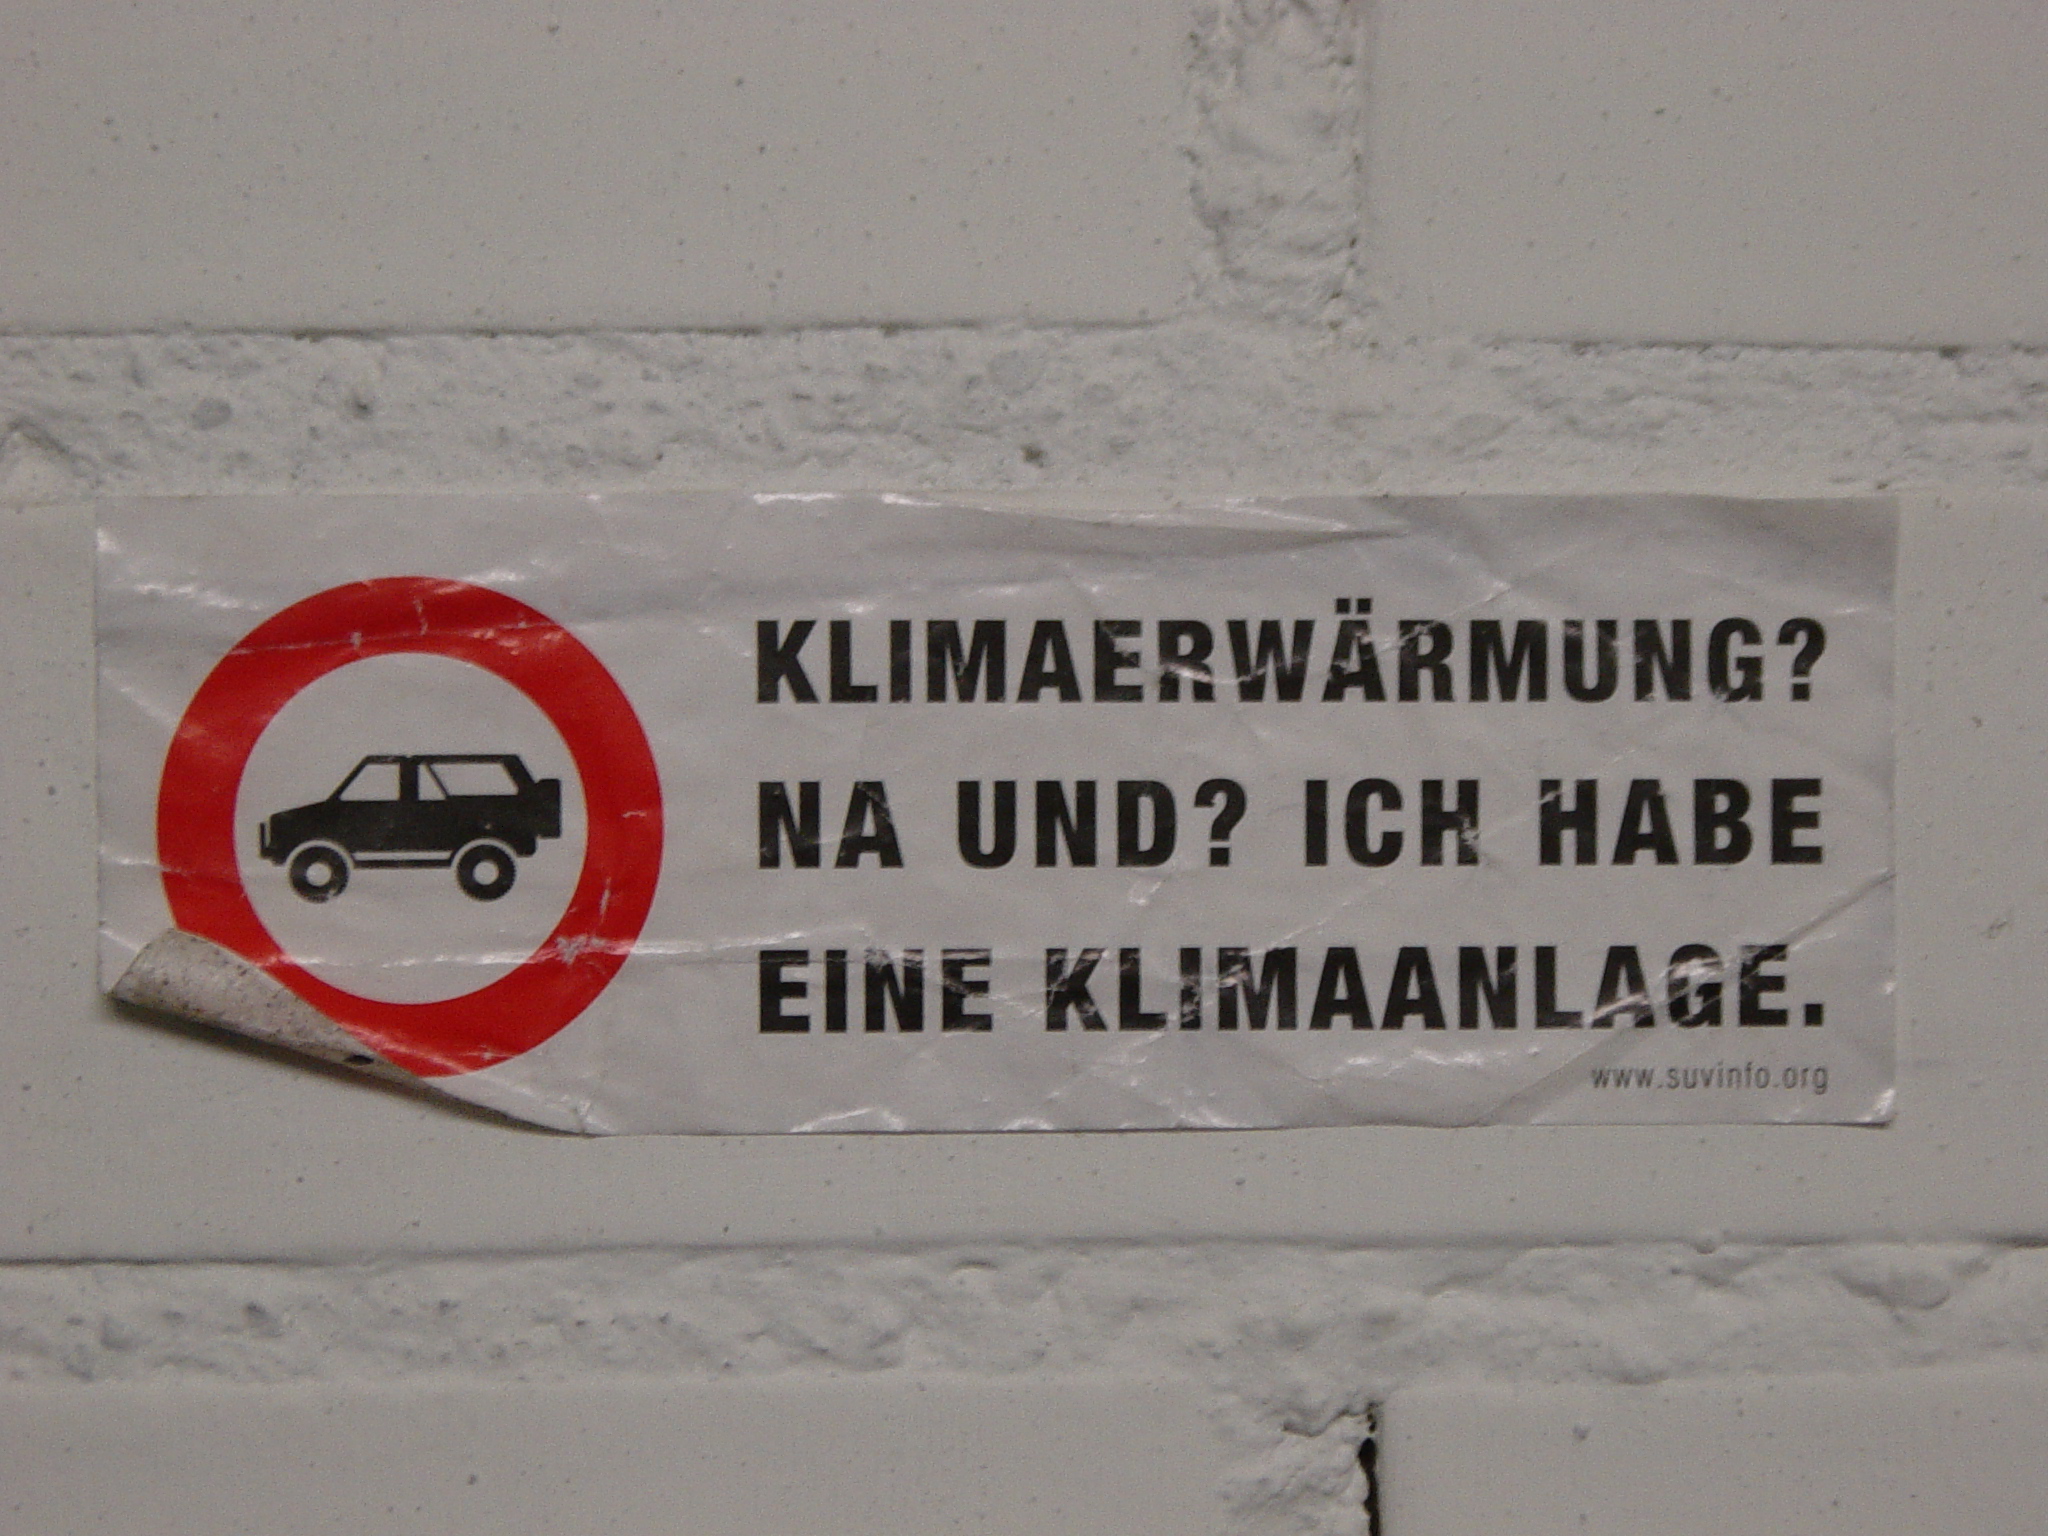 KLIMAERWÄRMUNG?
NA UND? ICH HABE
EINE KLIMAANLAGE.
www.suvinfo.org